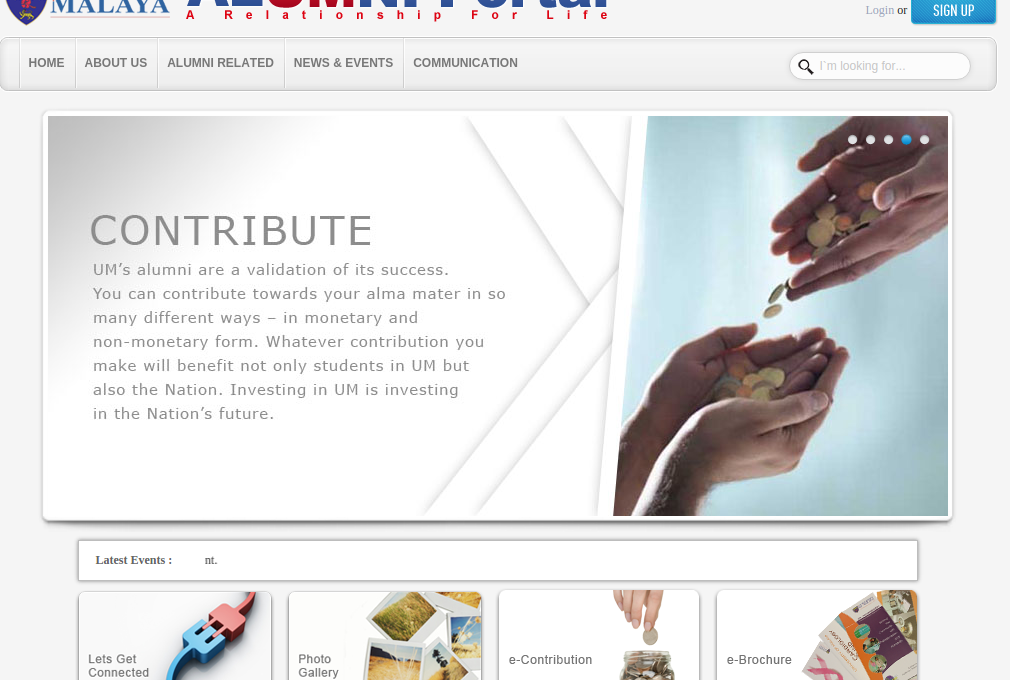 MALAYA
ALUMNI Portal
A Relationship For Life
Login or
SIGN UP
HOME
ABOUT US
ALUMNI RELATED
NEWS & EVENTS
COMMUNICATION
I`m looking for...
CONTRIBUTE
UM’s alumni are a validation of its success.
You can contribute towards your alma mater in so
many different ways – in monetary and
non-monetary form. Whatever contribution you
make will benefit not only students in UM but
also the Nation. Investing in UM is investing
in the Nation’s future.
Latest Events :
nt.
Lets Get
Connected
Photo
Gallery
e-Contribution
e-Brochure